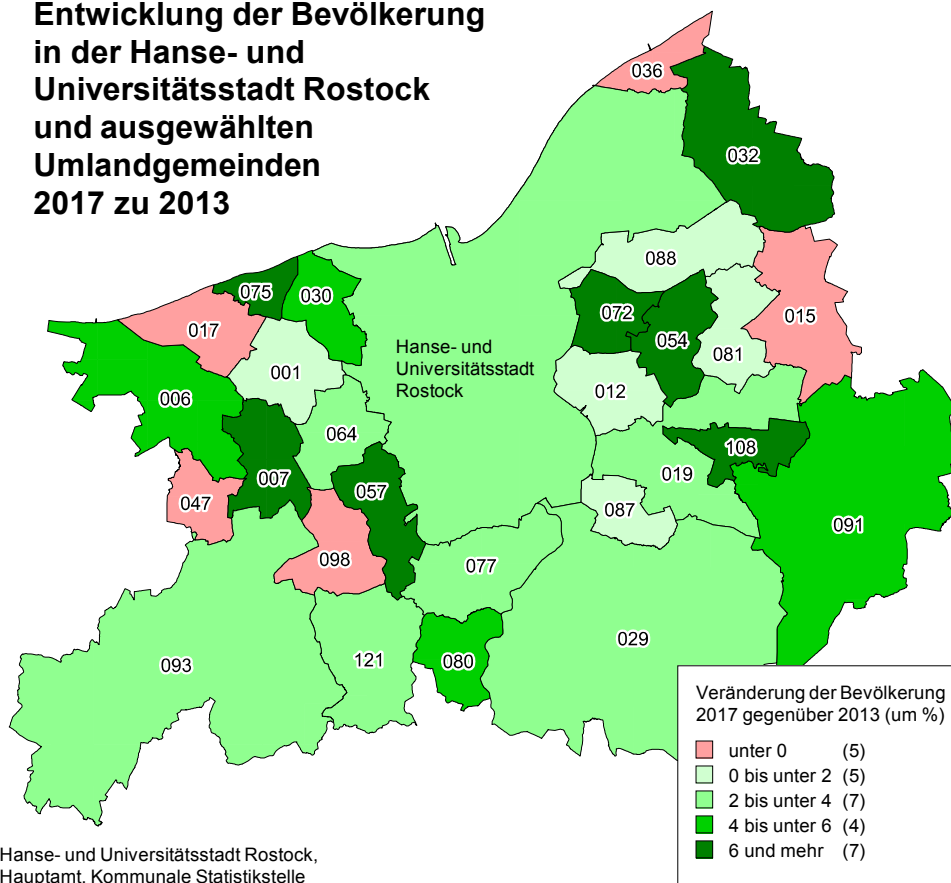 Entwicklung der Bevölkerung
in der Hanse- und
Universitätsstadt Rostock
und ausgewählten
Umlandgemeinden
2017 zu 2013
036
032
088
075
030
072
015
017
054
081
001
Hanse- und
Universitätsstadt
Rostock
012
006
064
108
019
007
057
047
087
091
098
077
029
093
121
080
Veränderung der Bevölkerung
2017 gegenüber 2013 (um %)
unter 0 (5)
0 bis unter 2 (5)
2 bis unter 4 (7)
4 bis unter 6 (4)
6 und mehr (7)
Hanse- und Universitätsstadt Rostock,
Hauptamt, Kommunale Statistikstelle